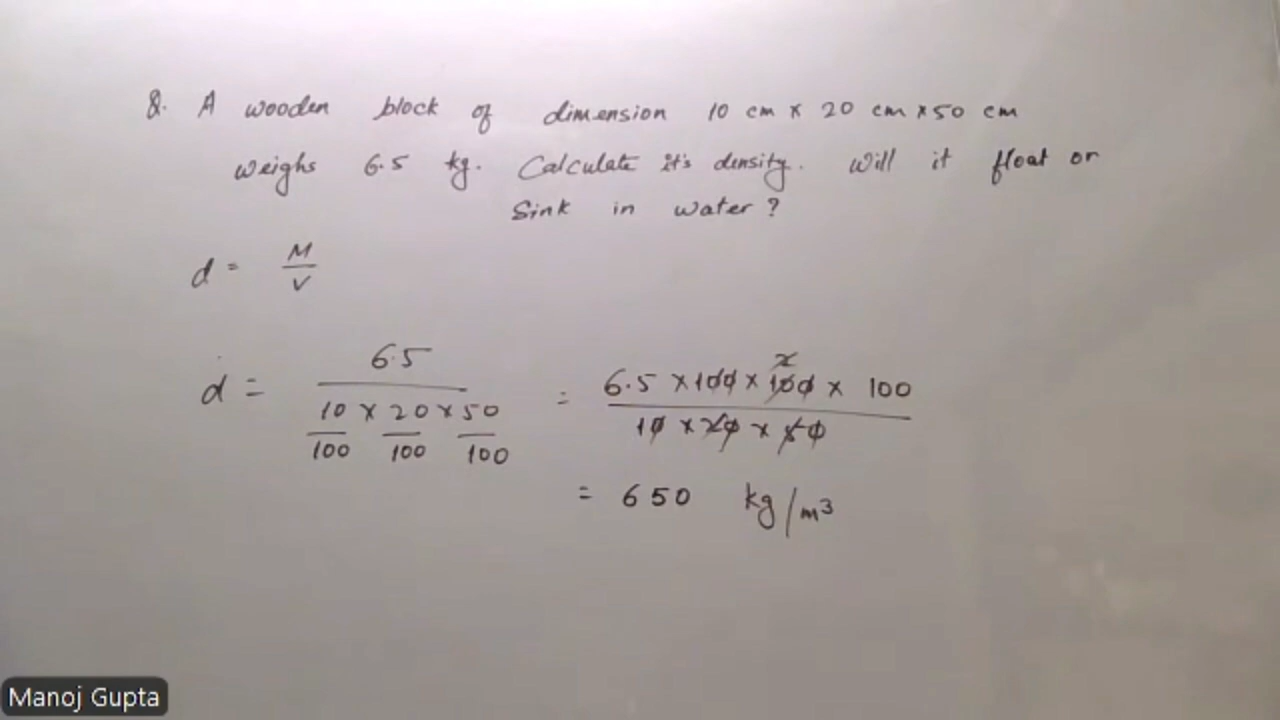 Q. A wooden block of dimension 10 cm x 20 cm x 50 cm
weighs 6.5 kg. Calculate it's density. Will it float or
Sink in water?
d = M/V
d = 6.5 / (10/100 x 20/100 x 50/100) = (6.5 x 100 x 100 x 100) / (10 x 20 x 50)
2
= 650 kg/m³
Manoj Gupta